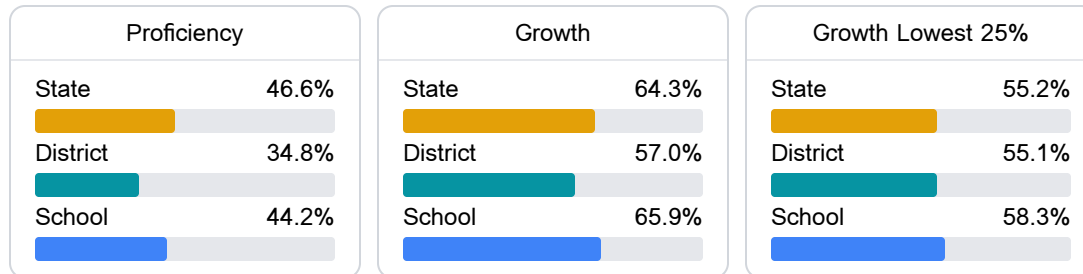 Proficiency
State 46.6%
District 34.8%
School 44.2%
Growth
State 64.3%
District 57.0%
School 65.9%
Growth Lowest 25%
State 55.2%
District 55.1%
School 58.3%